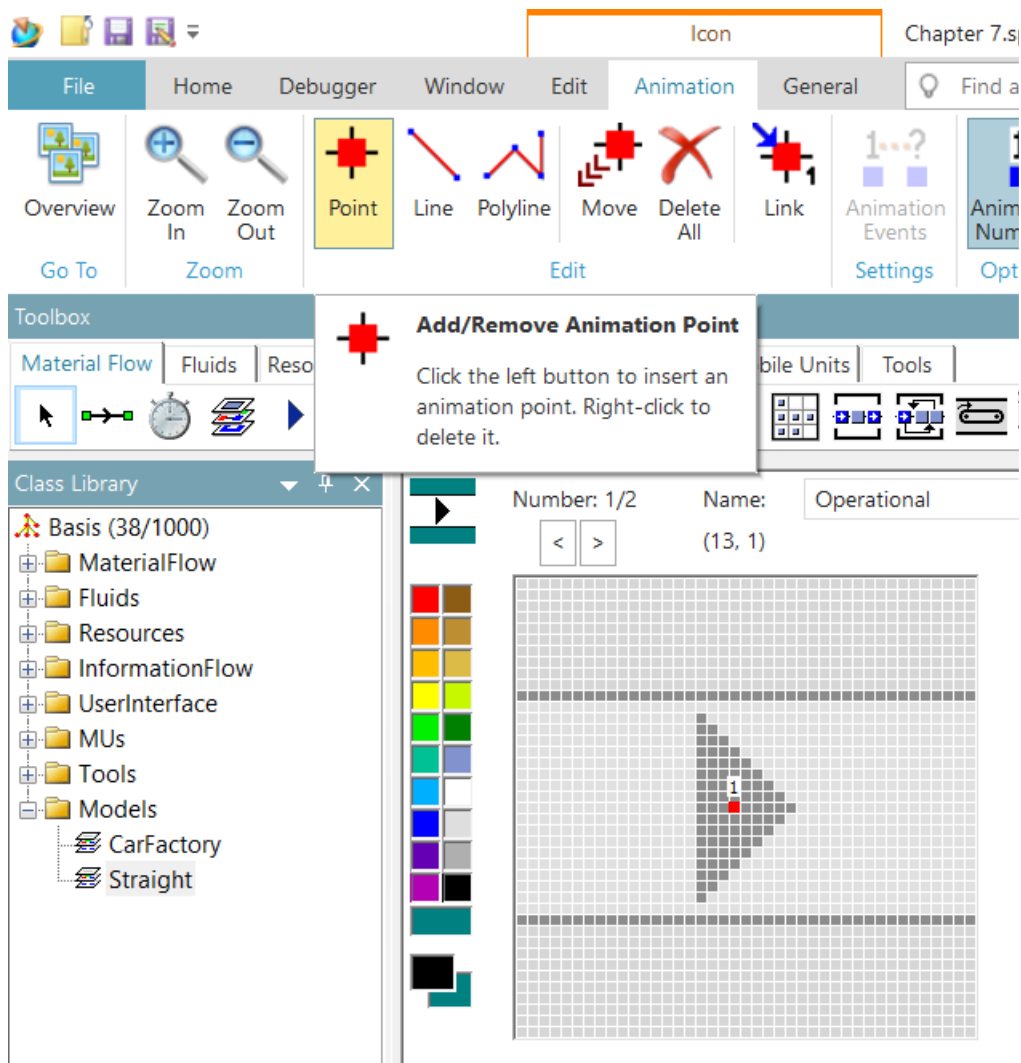 Icon
Chapter 7.sp
File Home Debugger Window Edit Animation General Find a
Overview Zoom In Zoom Out Point Line Polyline Move Delete All Link Animation Events Anim Num
Go To Zoom Edit Settings Opt
Toolbox
Add/Remove Animation Point
Click the left button to insert an
animation point. Right-click to
delete it.
Material Flow Fluids Reso bile Units Tools
Class Library
Number: 1/2 Name: Operational
< > (13, 1)
Basis (38/1000)
MaterialFlow
Fluids
Resources
InformationFlow
UserInterface
MUs
Tools
Models
CarFactory
Straight
1